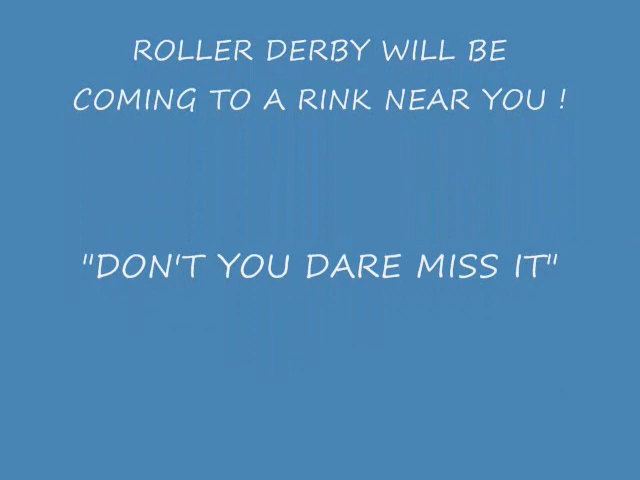 ROLLER DERBY WILL BE
COMING TO A RINK NEAR YOU !
"DON'T YOU DARE MISS IT"